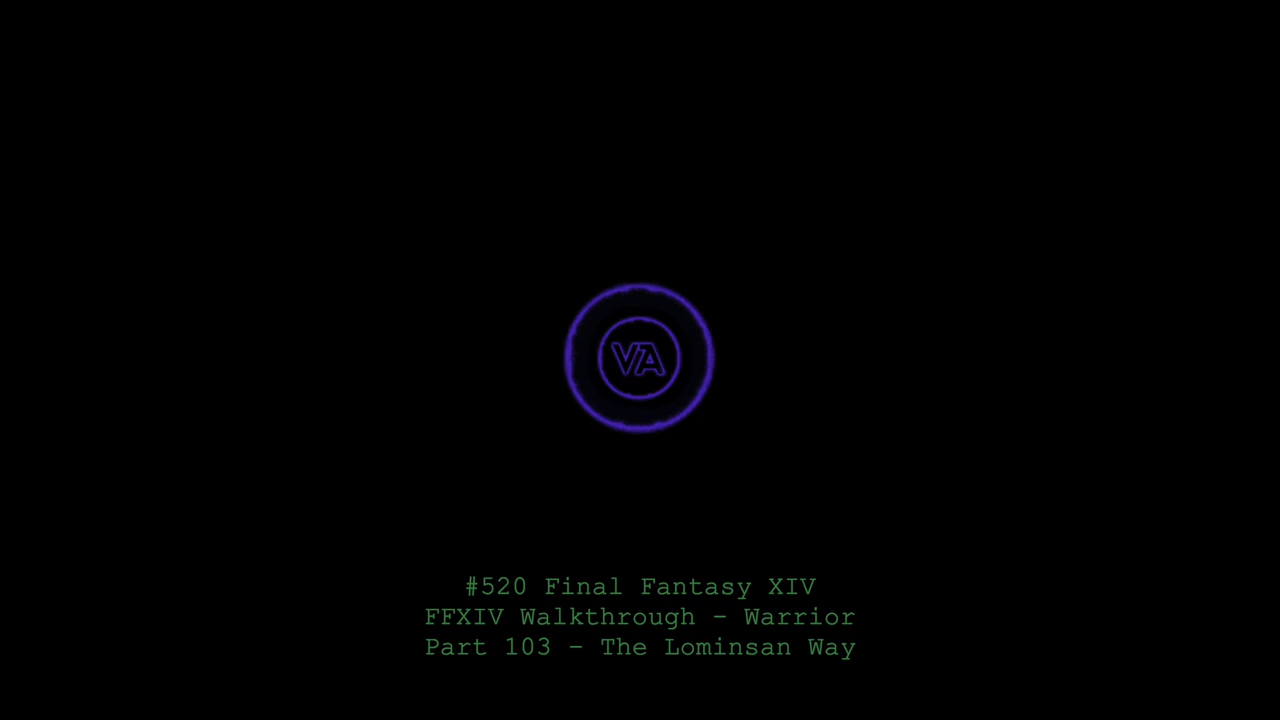 VA
#520 Final Fantasy XIV
FFXIV Walkthrough - Warrior
Part 103 - The Lominsan Way